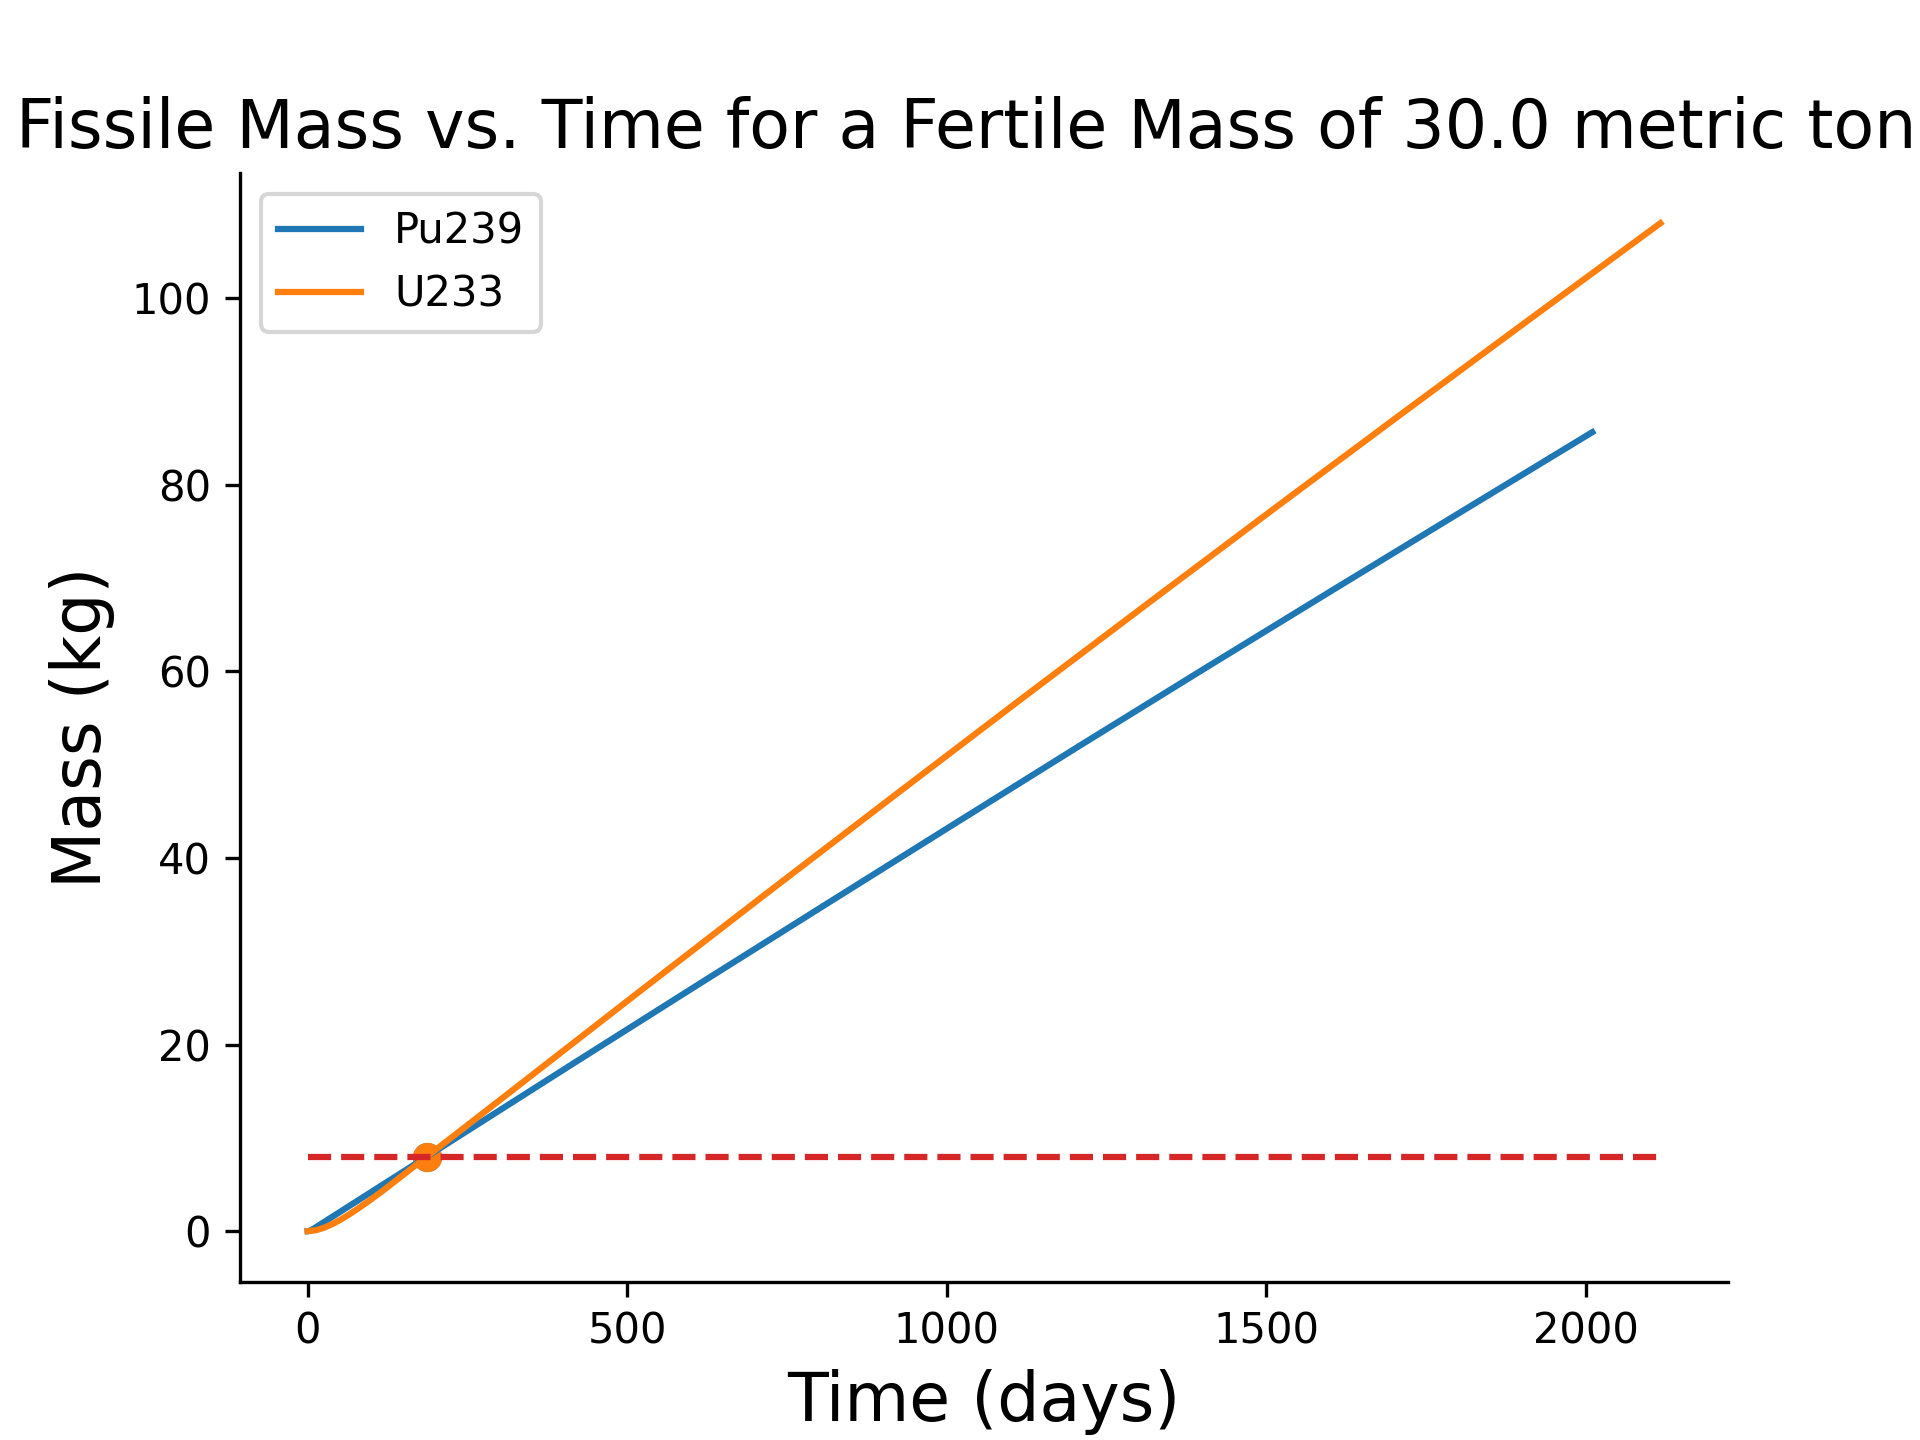 Fissile Mass vs. Time for a Fertile Mass of 30.0 metric ton
Pu239
U233
100
80
60
40
20
0
Mass (kg)
0 500 1000 1500 2000
Time (days)